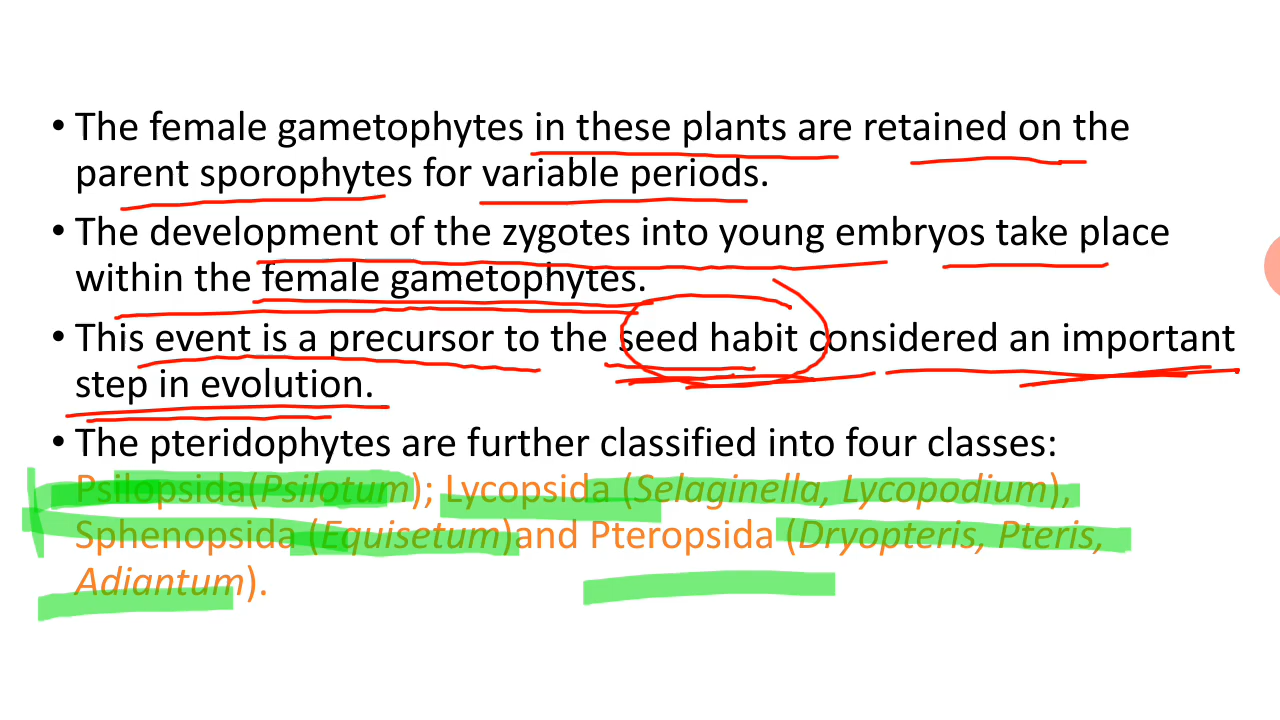 • The female gametophytes in these plants are retained on the
parent sporophytes for variable periods.
• The development of the zygotes into young embryos take place
within the female gametophytes.
• This event is a precursor to the seed habit considered an important
step in evolution.
• The pteridophytes are further classified into four classes:
Psilopsida(Psilotum); Lycopsida (Selaginella, Lycopodium),
Sphenopsida (Equisetum)and Pteropsida (Dryopteris, Pteris,
Adiantum).